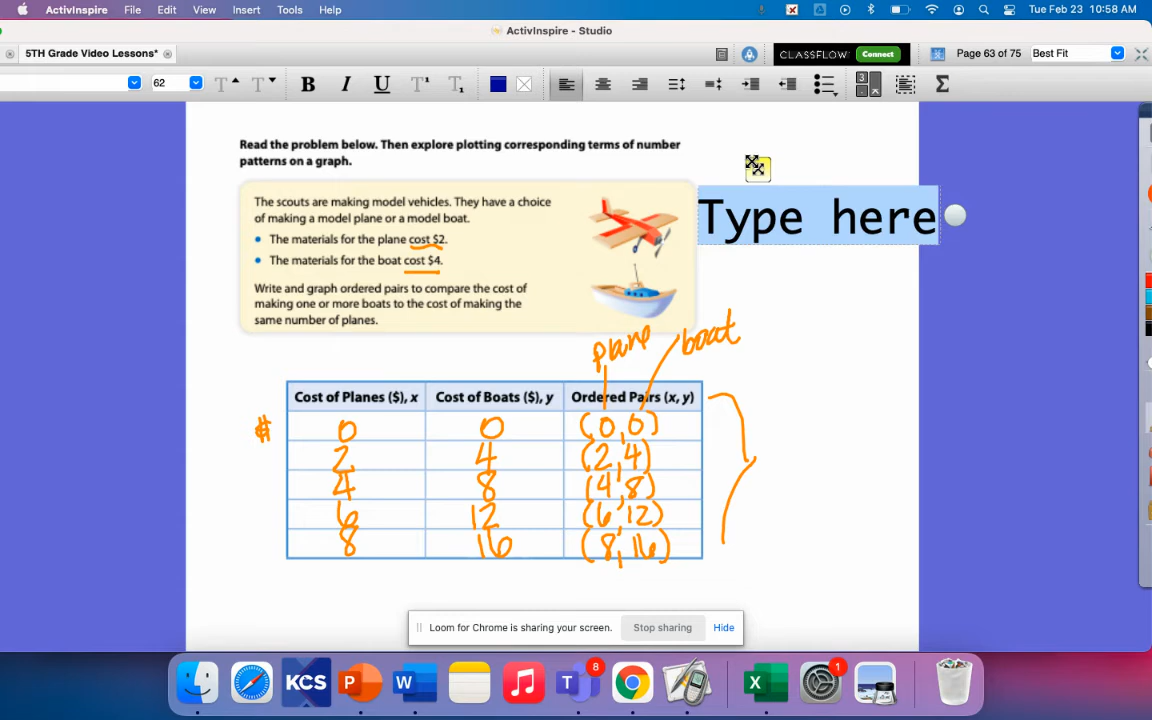 ActivInspire File Edit View Insert Tools Help Tue Feb 23 10:58 AM
ActivInspire - Studio
5TH Grade Video Lessons* CLASSFLOW Connect Page 63 of 75 Best Fit
62 B I U T T
Read the problem below. Then explore plotting corresponding terms of number
patterns on a graph.
The scouts are making model vehicles. They have a choice
of making a model plane or a model boat.
• The materials for the plane cost $2.
• The materials for the boat cost $4.
Write and graph ordered pairs to compare the cost of
making one or more boats to the cost of making the
same number of planes.
Type here
plane boat
Cost of Planes ($), x Cost of Boats ($), y Ordered Pairs (x, y)
0 0 (0,0)
2 4 (2,4)
4 8 (4,8)
6 12 (6,12)
8 16 (8,16)
Loom for Chrome is sharing your screen. Stop sharing Hide
KCS P W T 8 X 1